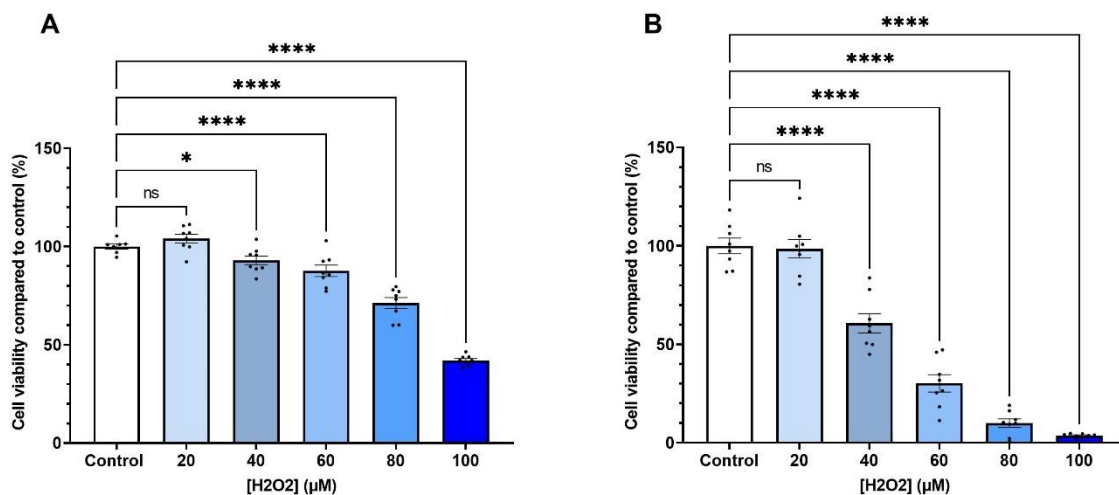 A
****
****
****
*
ns
150
100
50
0
Cell viability compared to control (%)
Control 20 40 60 80 100
[H2O2] (µM)
B
****
****
****
****
ns
150
100
50
0
Cell viability compared to control (%)
Control 20 40 60 80 100
[H2O2] (µM)